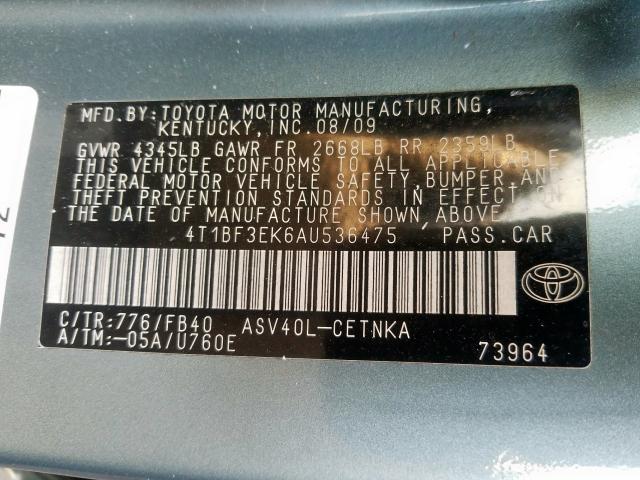 MFD.BY:TOYOTA MOTOR MANUFACTURING,
KENTUCKY,INC.08/09
GVWR 4345LB GAWR FR 2668LB RR 2359LB
THIS VEHICLE CONFORMS TO ALL APPLICABLE
FEDERAL MOTOR VEHICLE SAFETY,BUMPER,AND
THEFT PREVENTION STANDARDS IN EFFECT ON
THE DATE OF MANUFACTURE SHOWN ABOVE.
4T1BF3EK6AU536475 PASS.CAR
C/TR:776/FB40 ASV40L-CETNKA
A/TM:-05A/U760E 73964